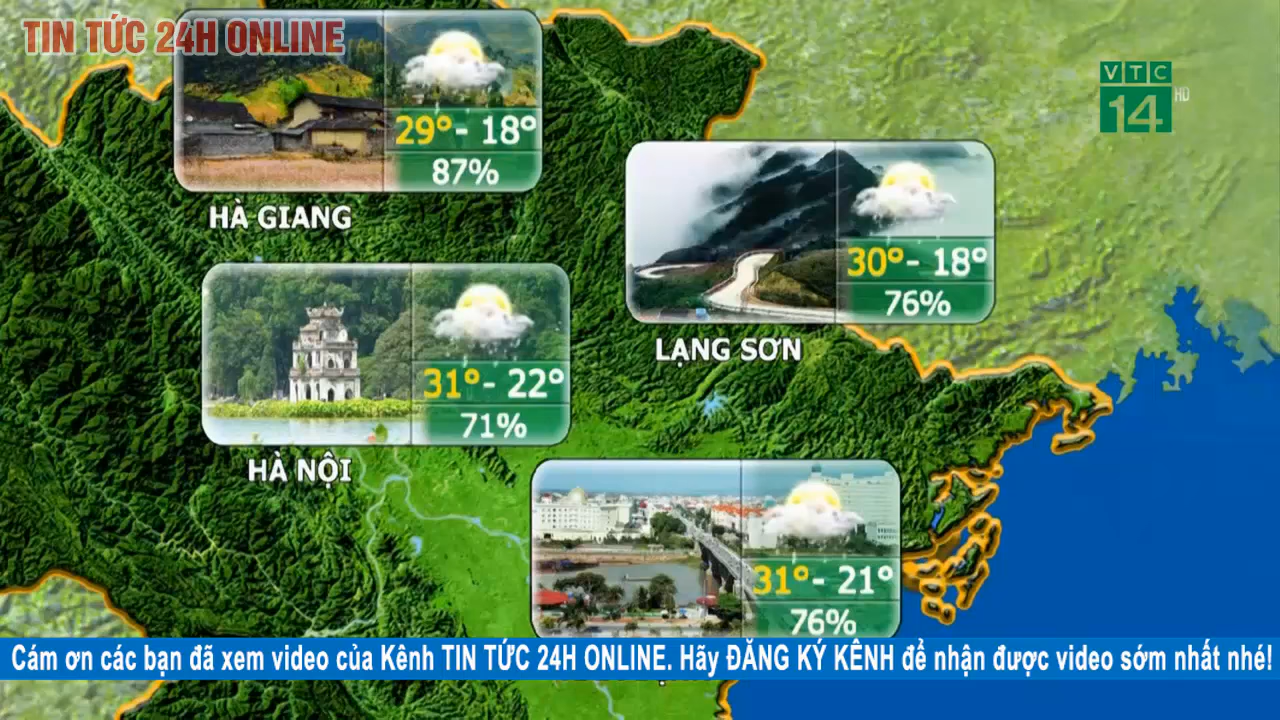 TIN TỨC 24H ONLINE
VTC
14
HD
29° - 18°
87%
HÀ GIANG
30° - 18°
76%
LẠNG SƠN
31° - 22°
71%
HÀ NỘI
31° - 21°
76%
Cám ơn các bạn đã xem video của Kênh TIN TỨC 24H ONLINE. Hãy ĐĂNG KÝ KÊNH để nhận được video sớm nhất nhé!